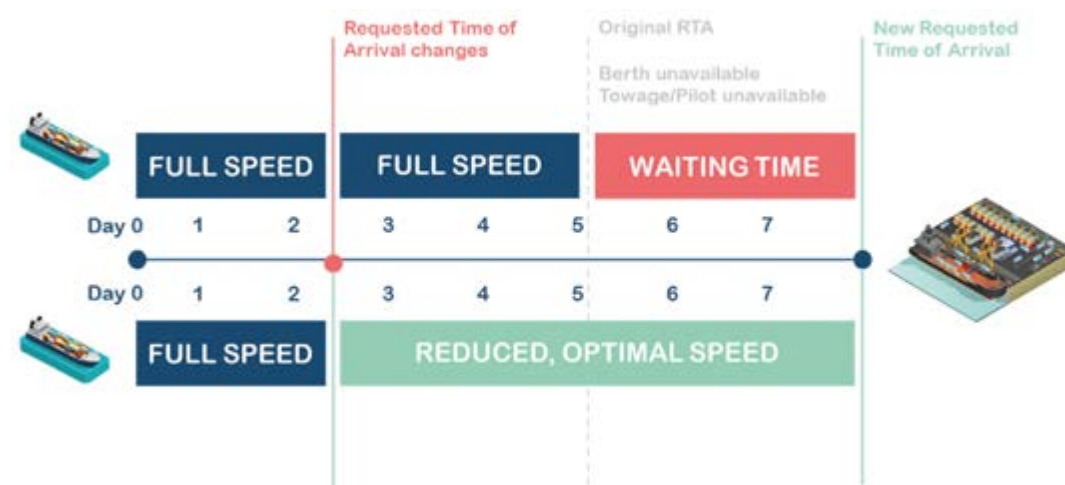 Requested Time of
Arrival changes
Original RTA
Berth unavailable
Towage/Pilot unavailable
New Requested
Time of Arrival
FULL SPEED
FULL SPEED
WAITING TIME
Day 0 1 2 3 4 5 6 7
Day 0 1 2 3 4 5 6 7
FULL SPEED
REDUCED, OPTIMAL SPEED